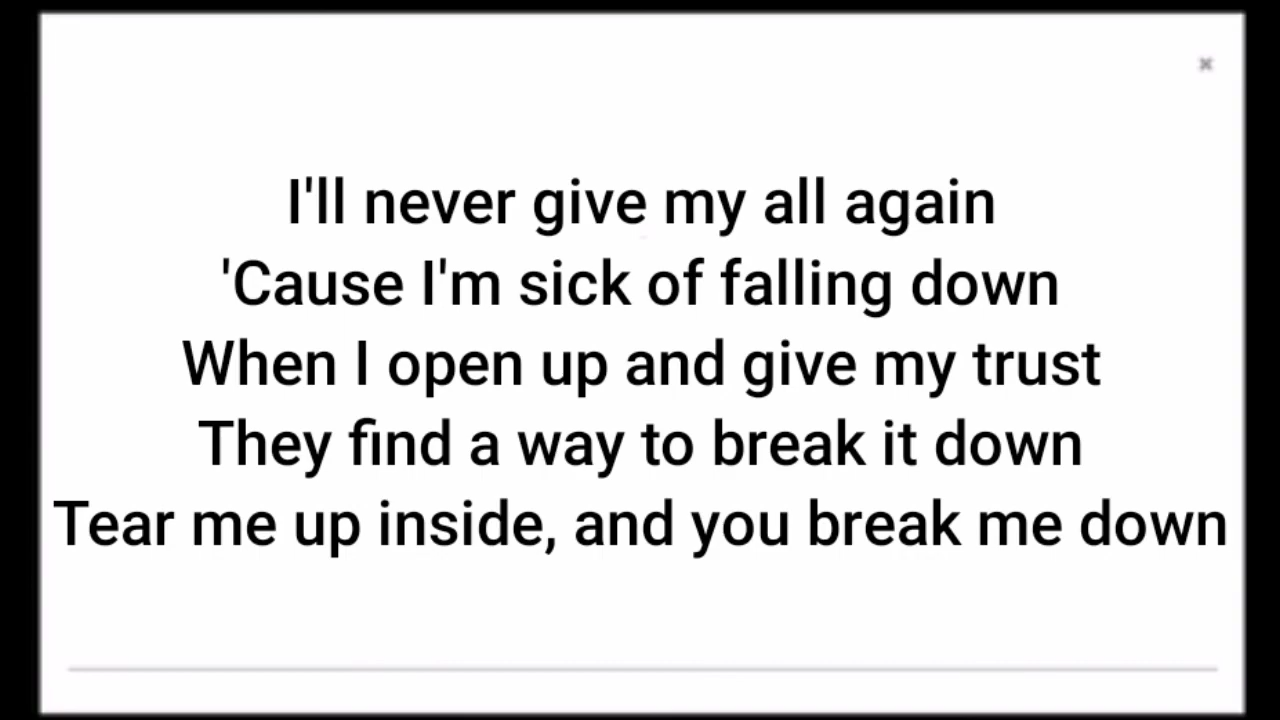 I'll never give my all again
'Cause I'm sick of falling down
When I open up and give my trust
They find a way to break it down
Tear me up inside, and you break me down